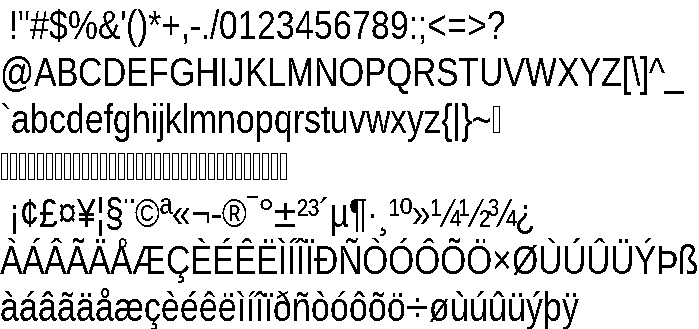 !"#$%&'()*+,-./0123456789:;<=>?
@ABCDEFGHIJKLMNOPQRSTUVWXYZ[\]^_
`abcdefghijklmnopqrstuvwxyz{|}~
¡¢£¤¥¦§¨©ª«¬-®¯°±²³´µ¶·¸¹º»¼½¾¿
ÀÁÂÃÄÅÆÇÈÉÊËÌÍÎÏÐÑÒÓÔÕÖ×ØÙÚÛÜÝÞß
àáâãäåæçèéêëìíîïðñòóôõö÷øùúûüýþÿ